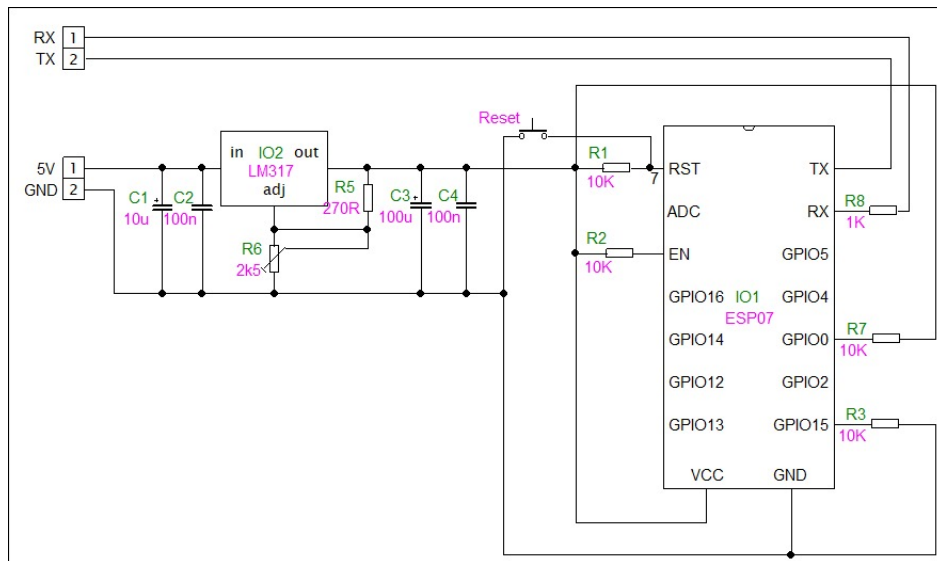 RX 1
TX 2
Reset
5V 1
GND 2
in IO2 out
LM317
adj
C1
10u
C2
100n
R5
270R
C3
100u
C4
100n
R6
2k5
R1
10K
7
R2
10K
RST
ADC
EN
GPIO16
GPIO14
GPIO12
GPIO13
VCC
GND
IO1
ESP07
TX
RX
GPIO5
GPIO4
GPIO0
GPIO2
GPIO15
R8
1K
R7
10K
R3
10K